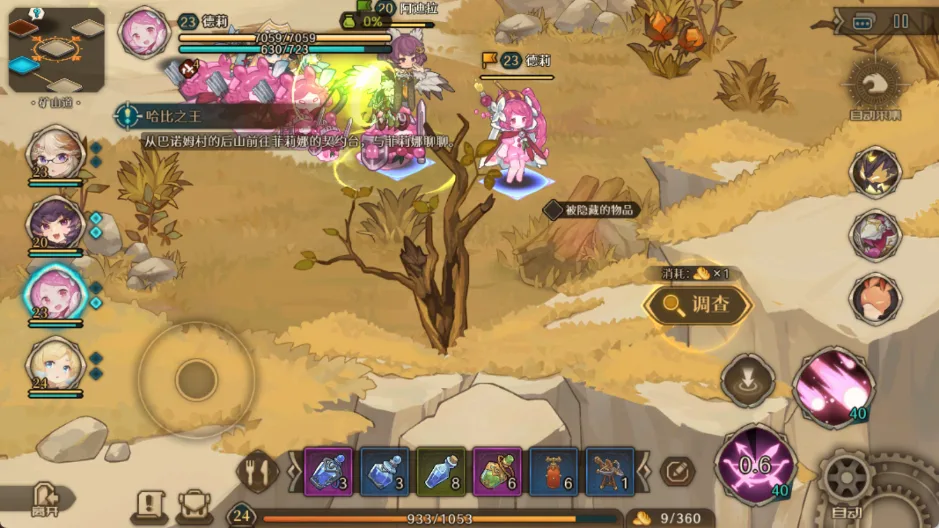 20 阿迪拉
0%
23 德莉
7059/7059
630/723
23 德莉
·矿山道·
自动采集
哈比之王
从巴诺姆村的后山前往菲莉娜的契约台，与菲莉娜聊聊。
23
20
被隐藏的物品
消耗: ×1
调查
23
24
40
0.6
40
3
3
8
6
6
1
离开
自动
24
933/1053
9/360